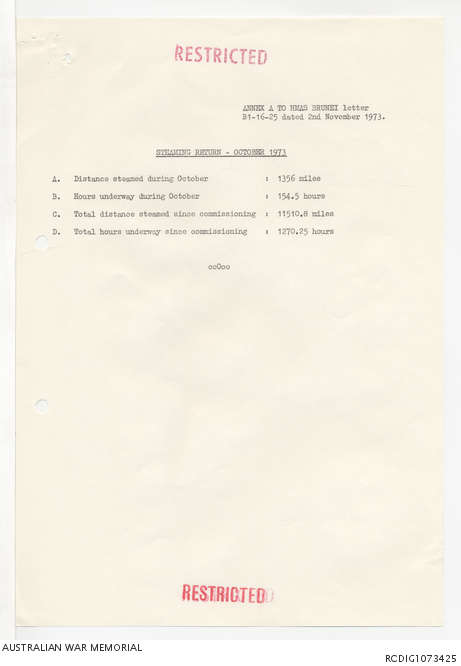 RESTRICTED
ANNEX A TO HMAS BRUNEI letter
B1-16-25 dated 2nd November 1973.
STEAMING RETURN - OCTOBER 1973
A. Distance steamed during October : 1356 miles
B. Hours underway during October : 154.5 hours
C. Total distance steamed since commissioning : 11510.8 miles
D. Total hours underway since commissioning : 1270.25 hours
ooOoo
RESTRICTED
AUSTRALIAN WAR MEMORIAL
RCDIG1073425